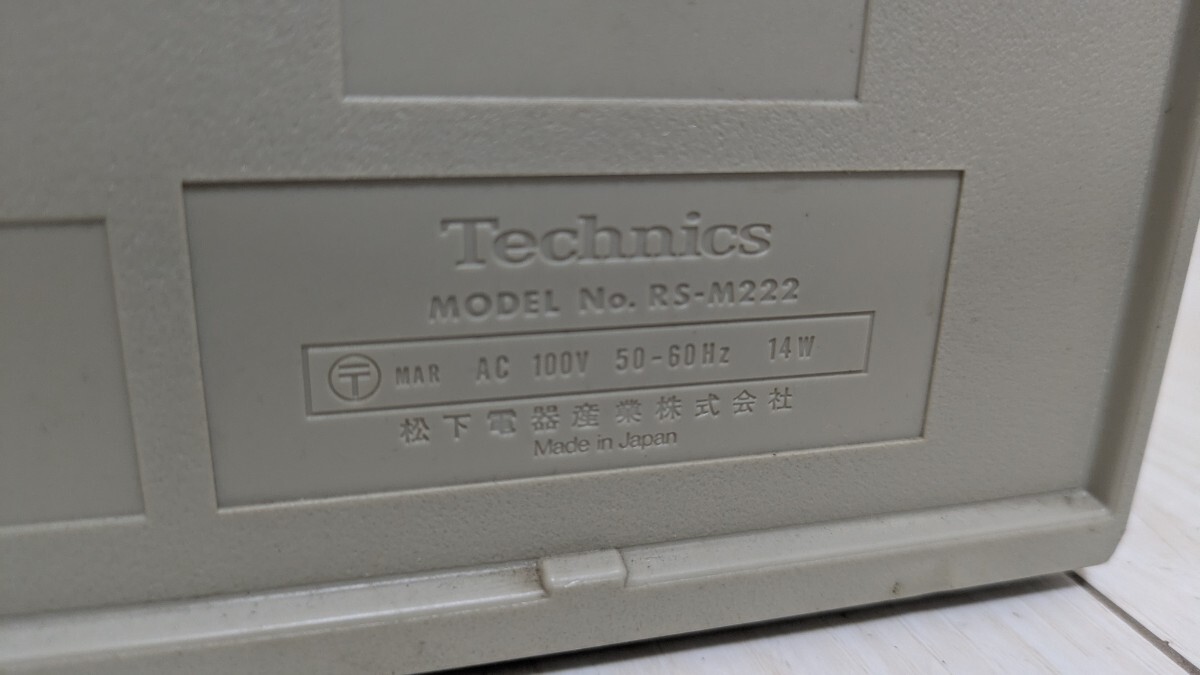 Technics
MODEL No. RS-M222
〒 MAR AC 100V 50-60Hz 14W
松下電器産業株式会社
Made in Japan